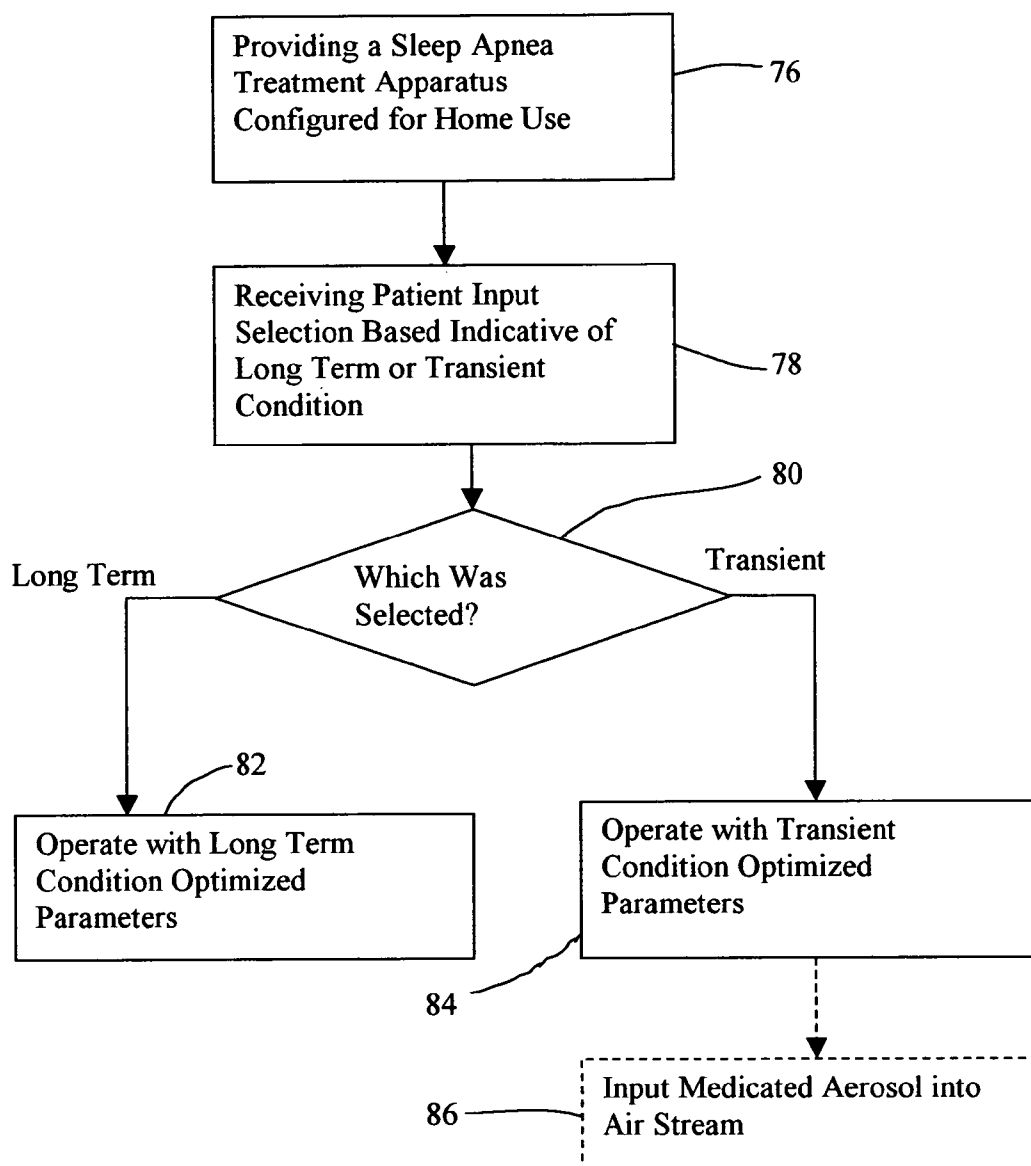 Providing a Sleep Apnea
Treatment Apparatus
Configured for Home Use
76
Receiving Patient Input
Selection Based Indicative of
Long Term or Transient
Condition
78
80
Long Term
Which Was
Selected?
Transient
82
Operate with Long Term
Condition Optimized
Parameters
Operate with Transient
Condition Optimized
Parameters
84
Input Medicated Aerosol into
Air Stream
86